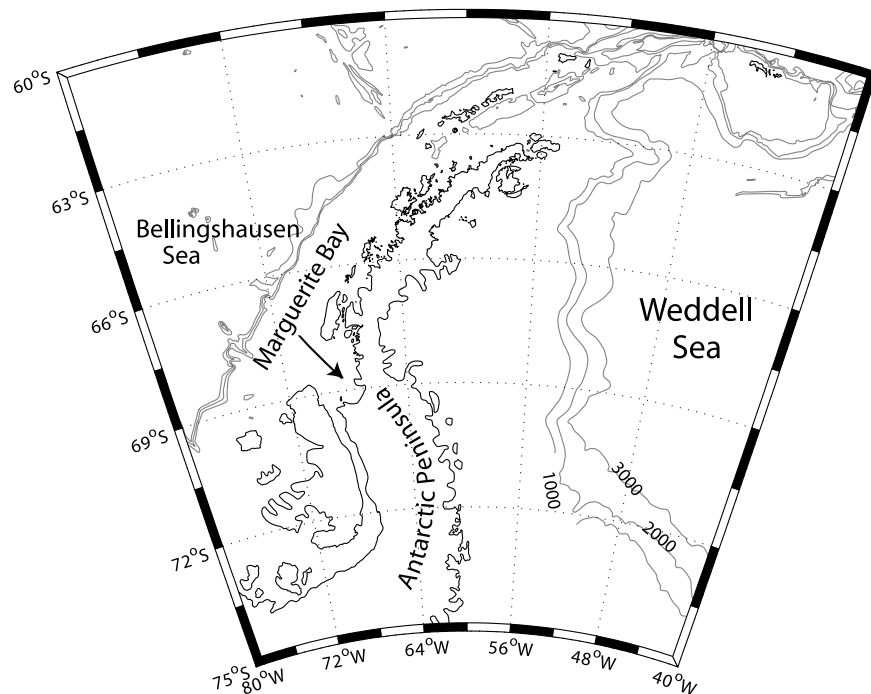 60°S
63°S
Bellingshausen
Sea
Marguerite Bay
66°S
Weddell
Sea
69°S
Antarctic Peninsula
1000
3000
2000
72°S
75°S
80°W
72°W
64°W
56°W
48°W
40°W